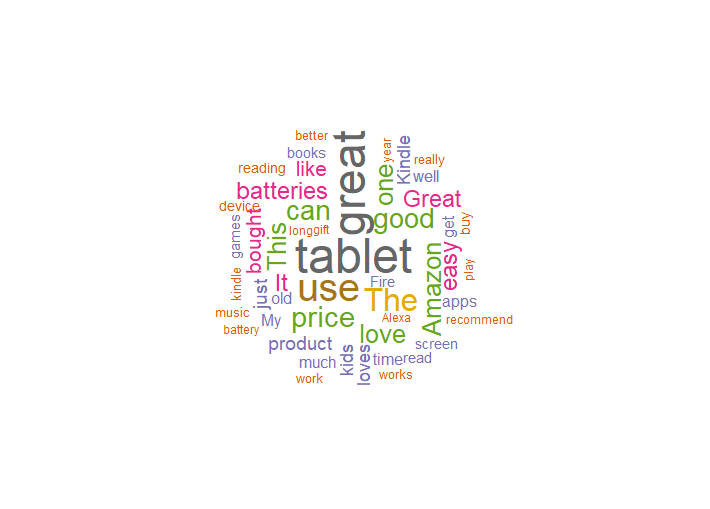 better
great
year
Kindle
books
really
reading
like
one
well
batteries
Great
device
can
good
get
buy
games
bought
This
long
gift
tablet
easy
play
kindle
just
It
old
use
Fire
The
Amazon
apps
music
My
price
Alexa
recommend
battery
love
product
kids
loves
screen
much
time
read
work
works